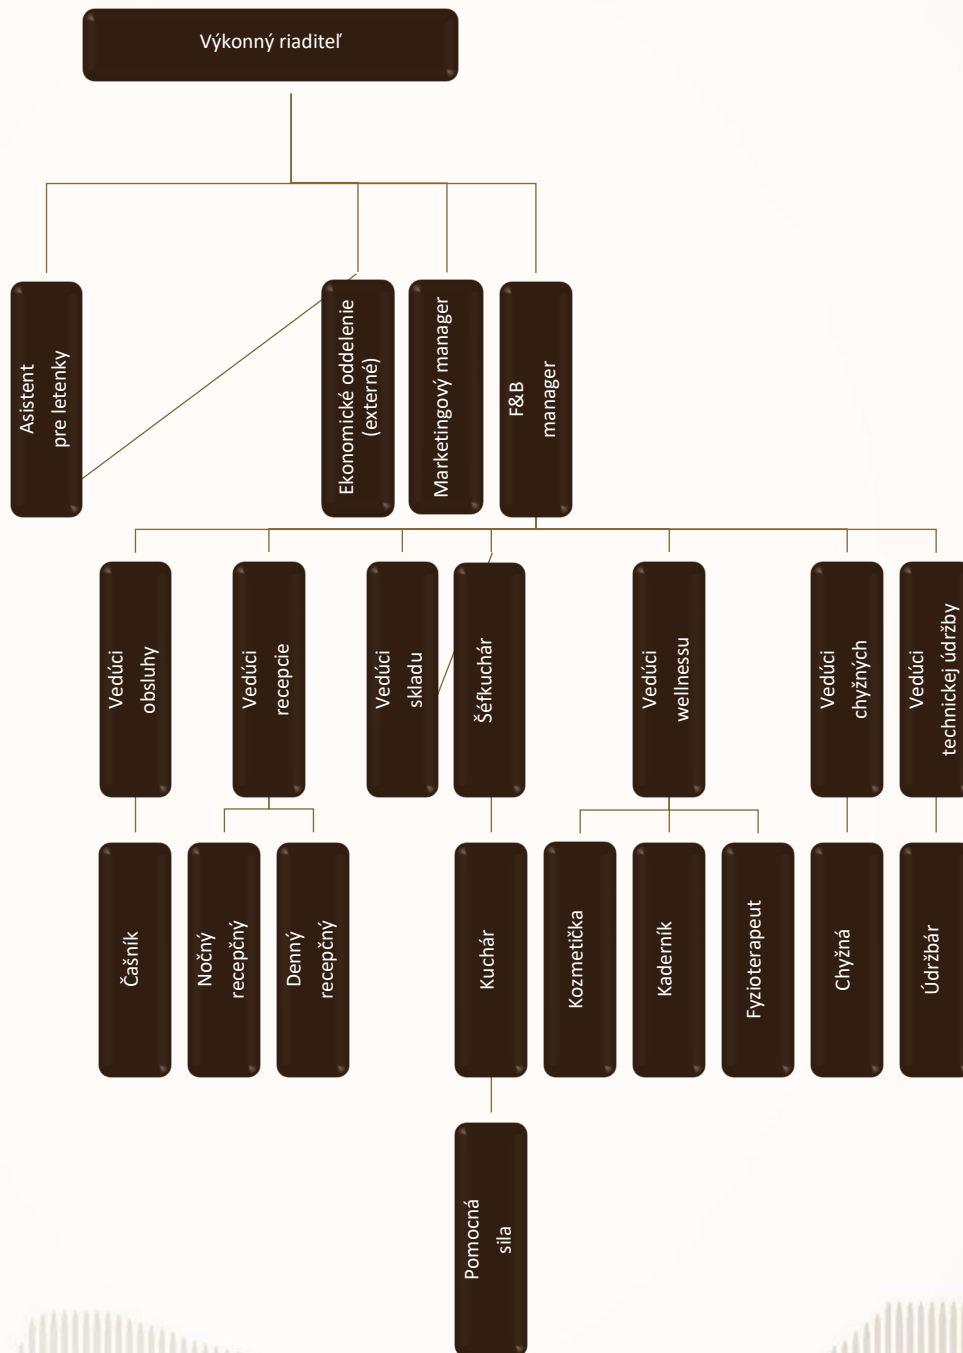 Výkonný riaditeľ
Asistent
pre letenky
Ekonomické oddelenie
(externé)
Marketingový manager
F&B
manager
Vedúci
obsluhy
Vedúci
recepcie
Vedúci
skladu
Šéfkuchár
Vedúci
wellnessu
Vedúci
chyžných
Vedúci
technickej údržby
Čašník
Nočný
recepčný
Denný
recepčný
Kuchár
Kozmetička
Kaderník
Fyzioterapeut
Chyžná
Údržbár
Pomocná
sila